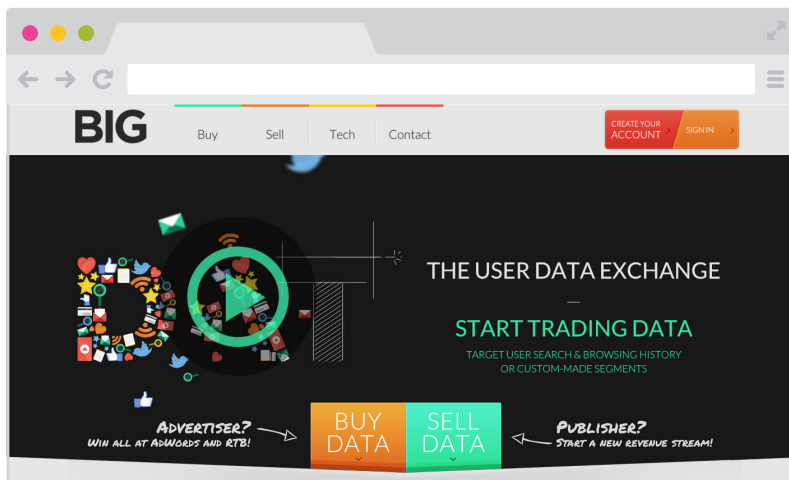 BIG
Buy Sell Tech Contact
CREATE YOUR
ACCOUNT
SIGN IN
THE USER DATA EXCHANGE
START TRADING DATA
TARGET USER SEARCH & BROWSING HISTORY
OR CUSTOM-MADE SEGMENTS
ADVERTISER?
WIN ALL AT ADWORDS AND RTB!
BUY
DATA
SELL
DATA
PUBLISHER?
START A NEW REVENUE STREAM!